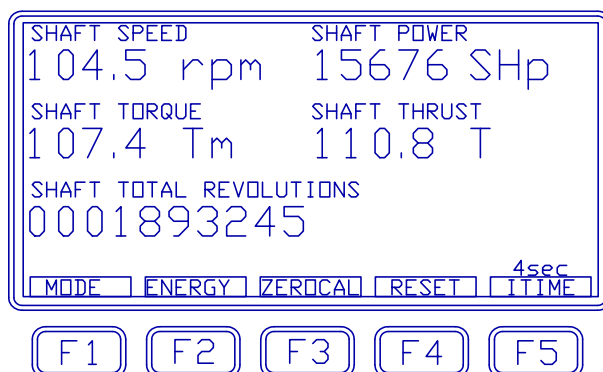 SHAFT SPEED SHAFT POWER
104.5 rpm 15676 SHp
SHAFT TORQUE SHAFT THRUST
107.4 Tm 110.8 T
SHAFT TOTAL REVOLUTIONS
0001893245
4sec
MODE ENERGY ZEROCAL RESET ITIME
F1 F2 F3 F4 F5